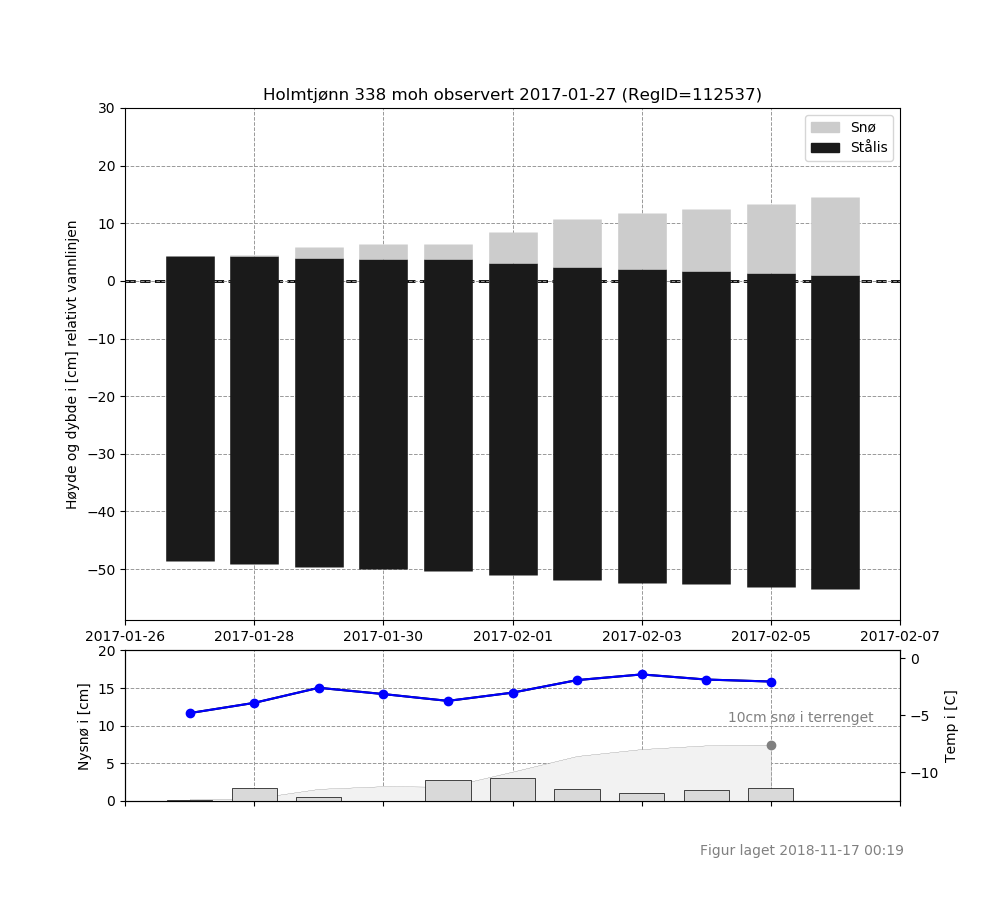 Holmtjønn 338 moh observert 2017-01-27 (RegID=112537)
Høyde og dybde i [cm] relativt vannlinjen
30
20
10
0
−10
−20
−30
−40
−50
Snø
Stålis
2017-01-26 2017-01-28 2017-01-30 2017-02-01 2017-02-03 2017-02-05 2017-02-07
Nysnø i [cm]
20
15
10
5
0
10cm snø i terrenget
0
−5
−10
Temp i [C]
Figur laget 2018-11-17 00:19